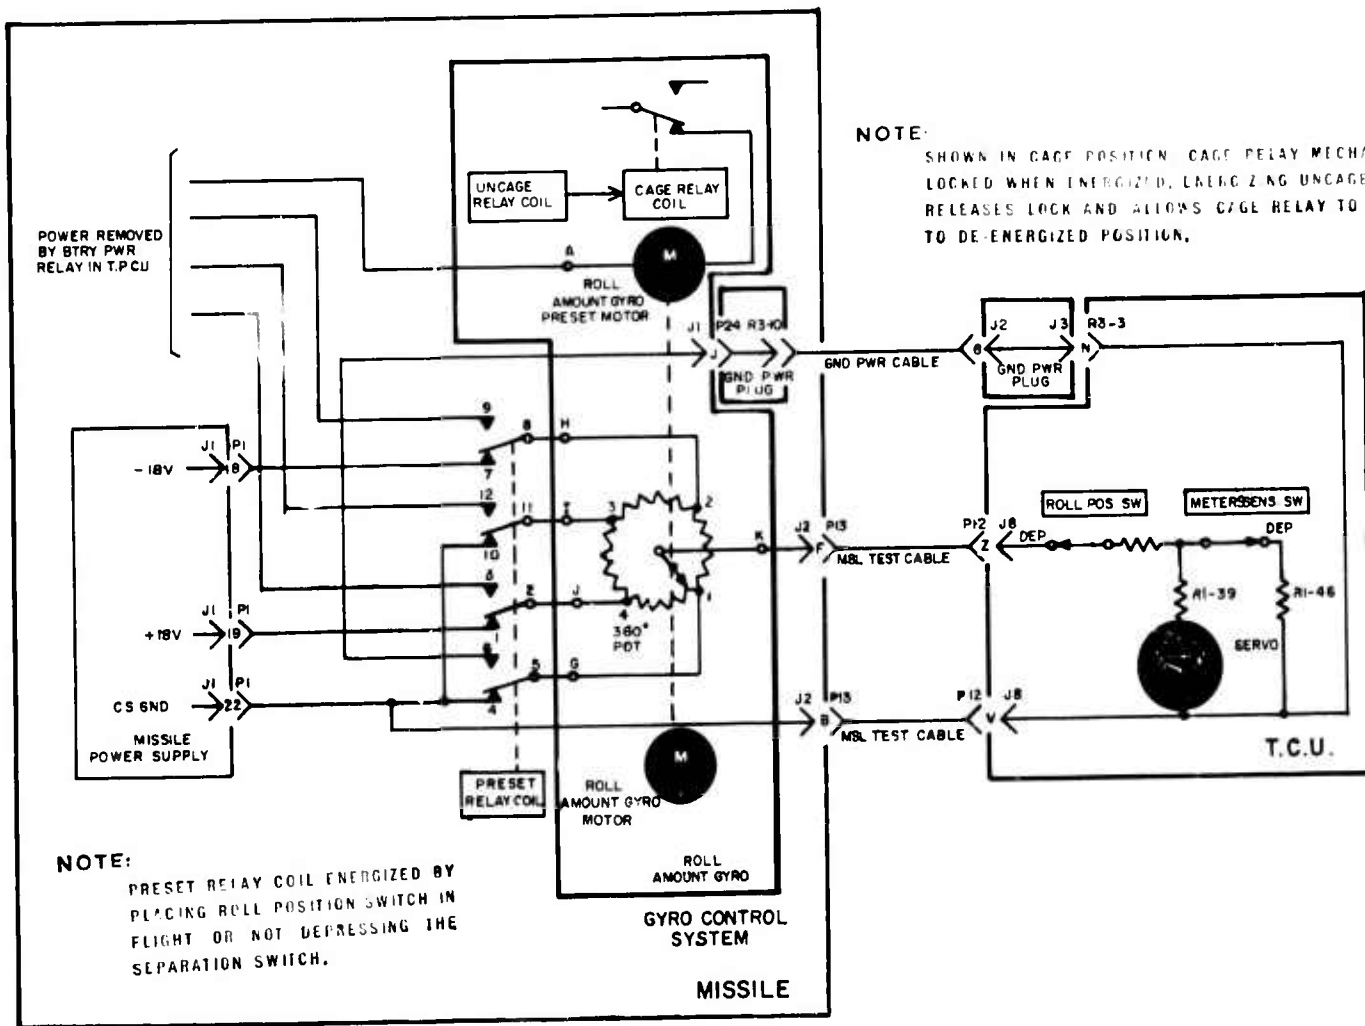 NOTE:
SHOWN IN CAGE POSITION. CAGE RELAY MECHA
LOCKED WHEN ENERGIZED, ENERGIZING UNCAGE
RELEASES LOCK AND ALLOWS CAGE RELAY TO
TO DE-ENERGIZED POSITION.
UNCAGE
RELAY COIL
CAGE RELAY
COIL
POWER REMOVED
BY BTRY PWR
RELAY IN T.P.C.U
A
M
ROLL
AMOUNT GYRO
PRESET MOTOR
J1 P24 R3-10
J
GND PWR
PLUG
GND PWR CABLE
J2 J3 R3-3
6 N
GND PWR
PLUG
9
8 H
7
J1 P1
-18V 18
12
11 T 3 2
10
K
J2 P13
F
MSL TEST CABLE
P12 J8
Z
DEP
ROLL POS SW
METER SENS SW
DEP
R1-39
R1-46
SERVO
3
2 J 4 1
1
360°
POT
J1 P1
+18V 19
6
5 G
4
J1 P1
CS GND 22
MISSILE
POWER SUPPLY
J2 P13
B
MSL TEST CABLE
P12 J8
V
T.C.U.
PRESET
RELAY COIL
M
ROLL
AMOUNT GYRO
MOTOR
ROLL
AMOUNT GYRO
GYRO CONTROL
SYSTEM
NOTE:
PRESET RELAY COIL ENERGIZED BY
PLACING ROLL POSITION SWITCH IN
FLIGHT OR NOT DEPRESSING THE
SEPARATION SWITCH.
MISSILE